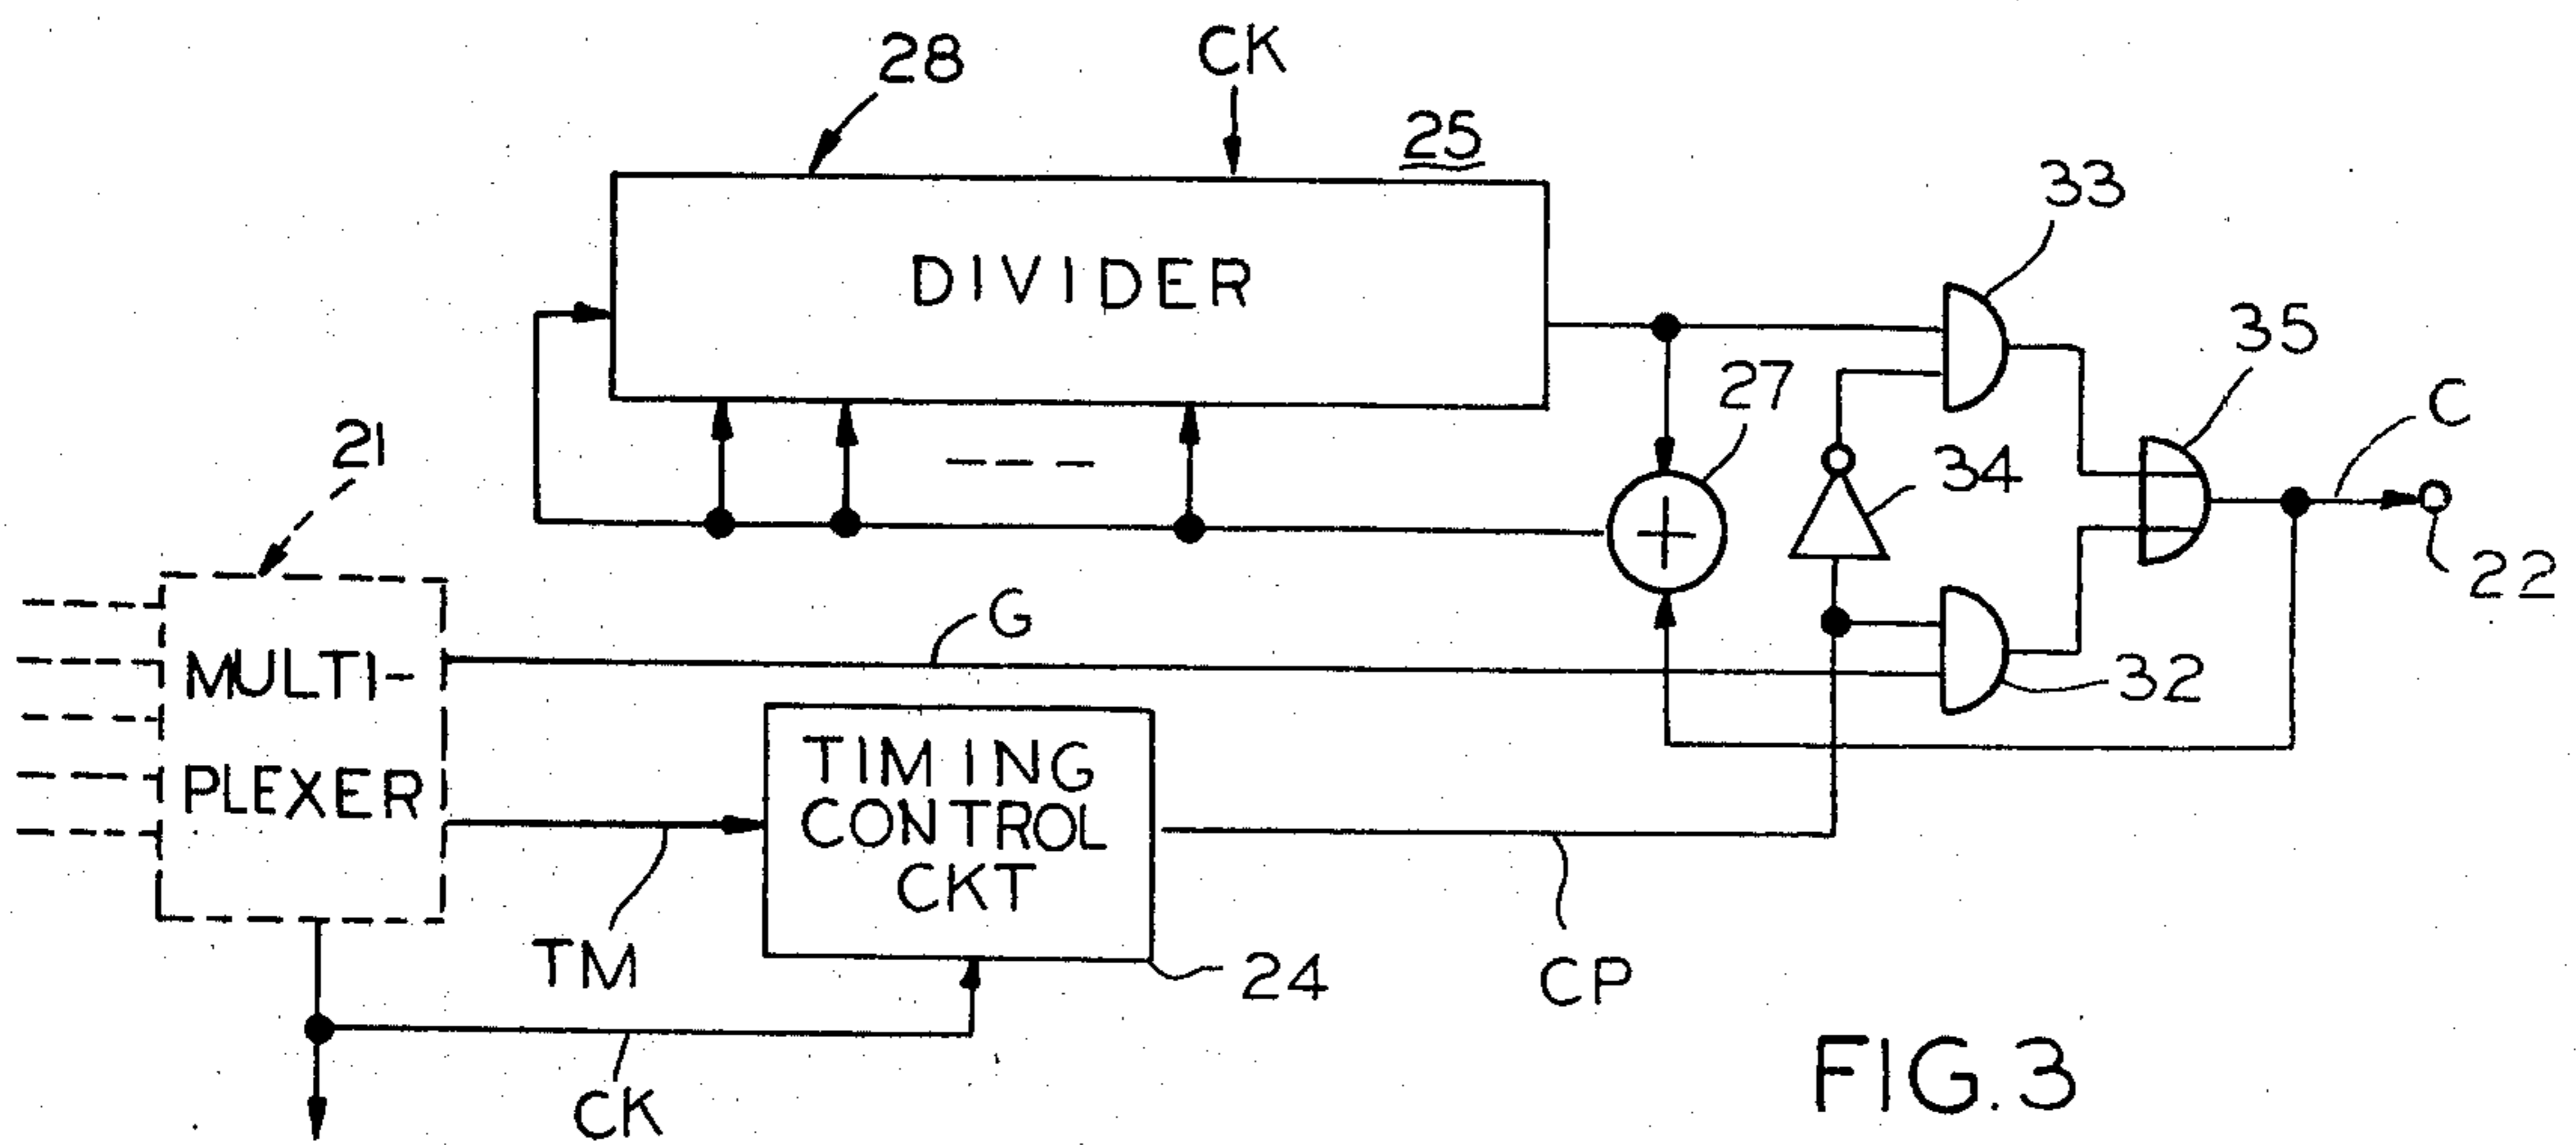 28
CK
25
DIVIDER
33
35
27
C
34
21
22
G
MULTI-
PLEXER
32
TIMING
CONTROL
CKT
TM
24
CP
CK
FIG. 3